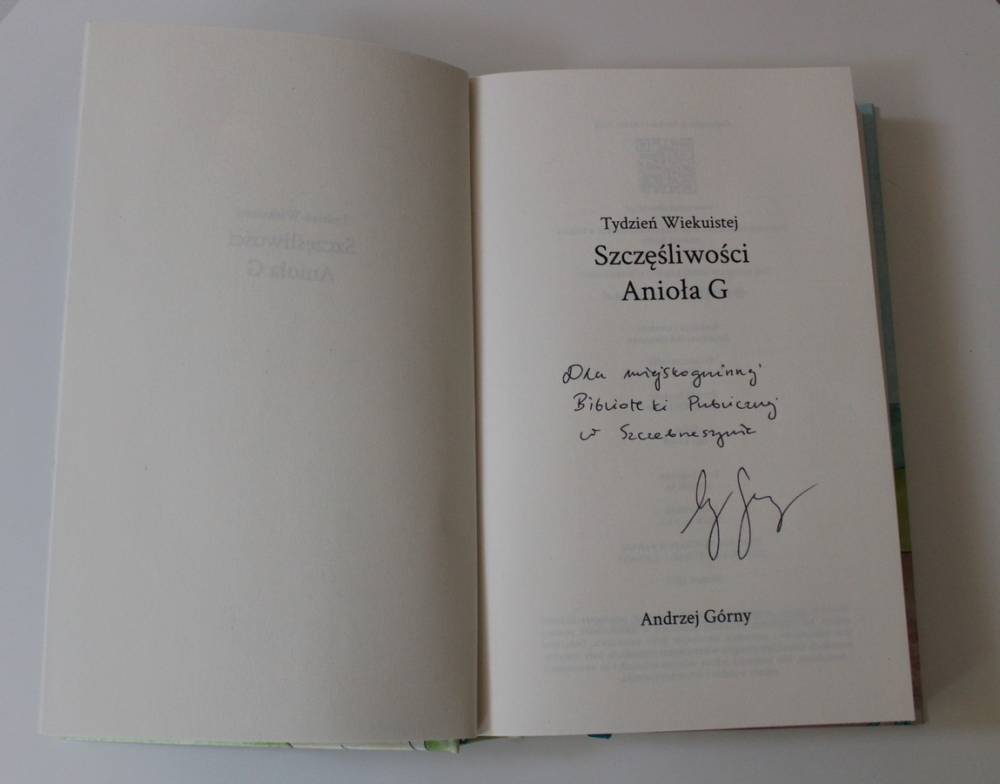 Tydzień Wiekuistej
Szczęśliwości
Anioła G
Dla miejskogminnej
Biblioteki Publicznej
w Szczebrzeszynie
Andrzej Górny